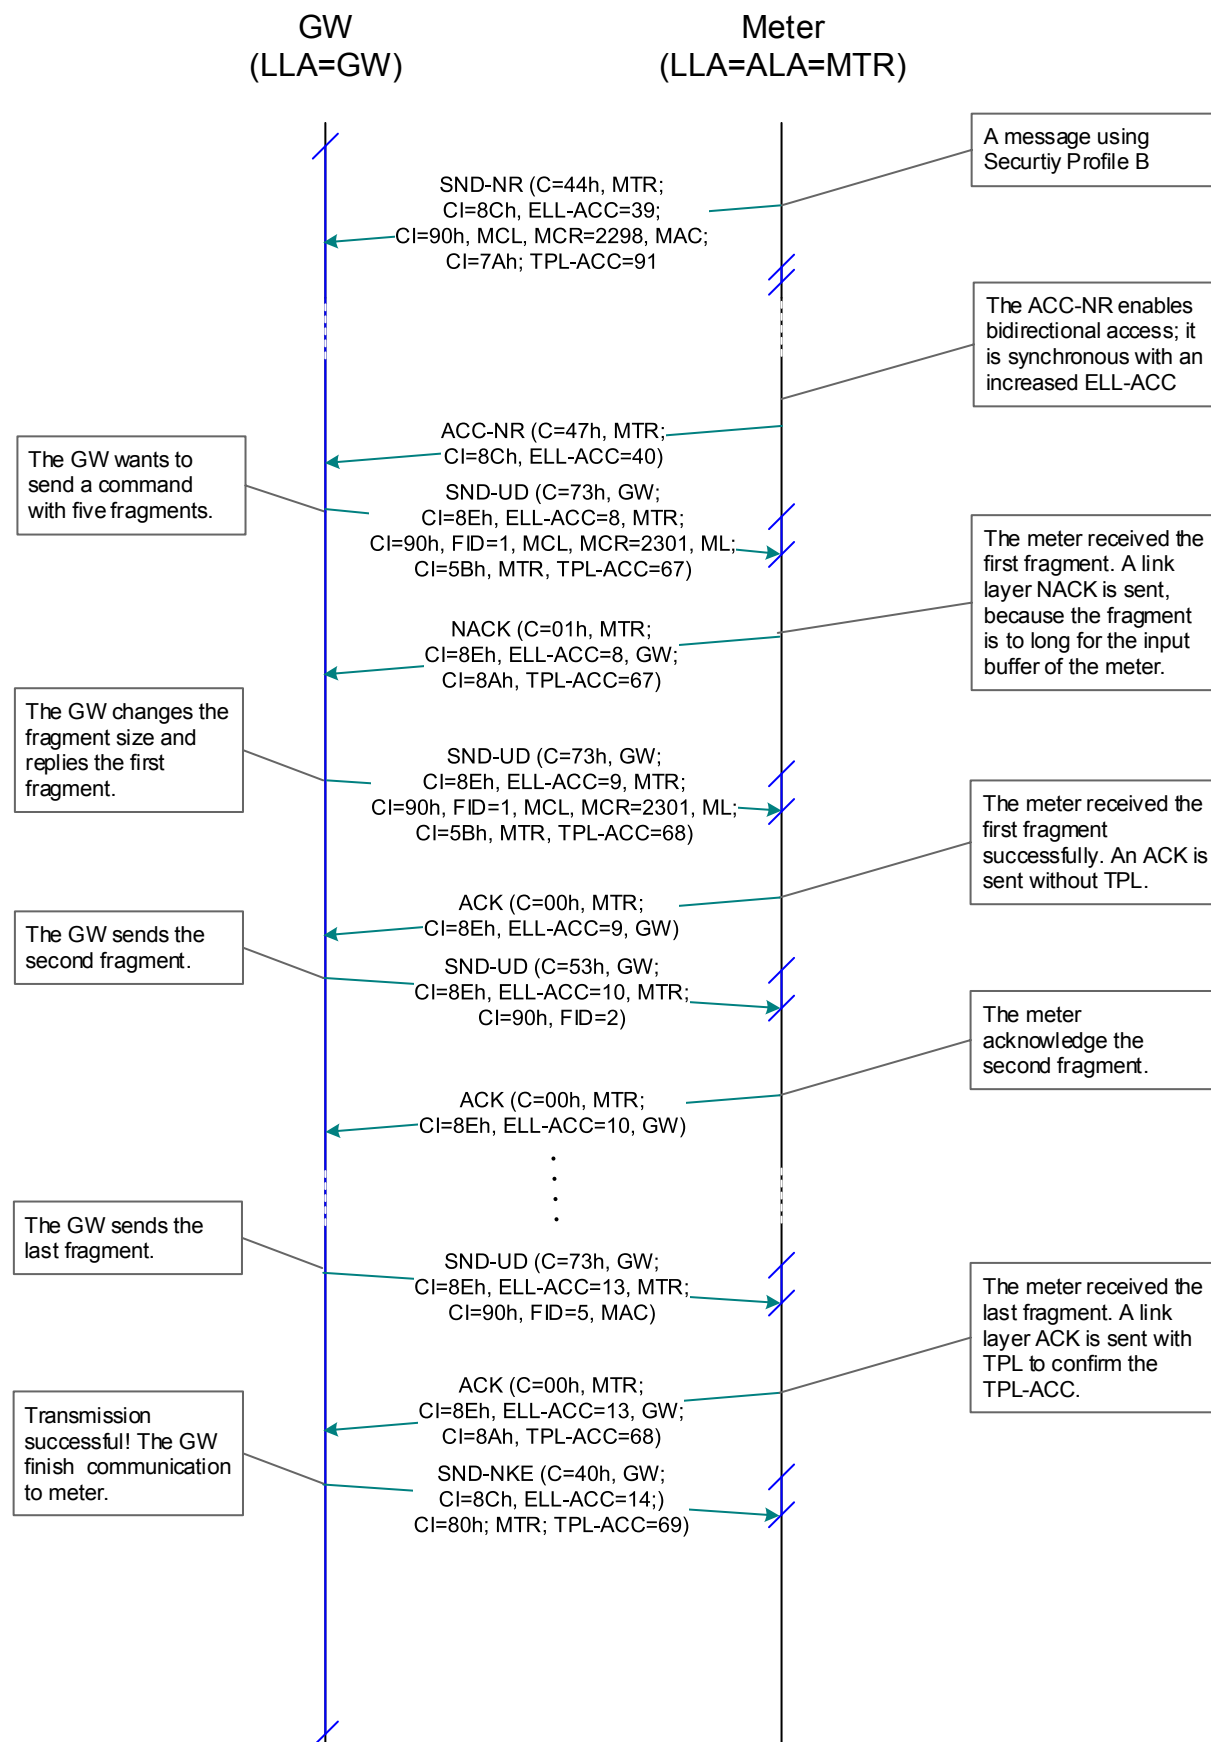 GW
(LLA=GW)
Meter
(LLA=ALA=MTR)
A message using
Securtiy Profile B
SND-NR (C=44h, MTR;
CI=8Ch, ELL-ACC=39;
CI=90h, MCL, MCR=2298, MAC;
CI=7Ah; TPL-ACC=91
The ACC-NR enables
bidirectional access; it
is synchronous with an
increased ELL-ACC
ACC-NR (C=47h, MTR;
CI=8Ch, ELL-ACC=40)
The GW wants to
send a command
with five fragments.
SND-UD (C=73h, GW;
CI=8Eh, ELL-ACC=8, MTR;
CI=90h, FID=1, MCL, MCR=2301, ML;
CI=5Bh, MTR, TPL-ACC=67)
The meter received the
first fragment. A link
layer NACK is sent,
because the fragment
is to long for the input
buffer of the meter.
NACK (C=01h, MTR;
CI=8Eh, ELL-ACC=8, GW;
CI=8Ah, TPL-ACC=67)
The GW changes the
fragment size and
replies the first
fragment.
SND-UD (C=73h, GW;
CI=8Eh, ELL-ACC=9, MTR;
CI=90h, FID=1, MCL, MCR=2301, ML;
CI=5Bh, MTR, TPL-ACC=68)
The meter received the
first fragment
successfully. An ACK is
sent without TPL.
ACK (C=00h, MTR;
CI=8Eh, ELL-ACC=9, GW)
The GW sends the
second fragment.
SND-UD (C=53h, GW;
CI=8Eh, ELL-ACC=10, MTR;
CI=90h, FID=2)
The meter
acknowledge the
second fragment.
ACK (C=00h, MTR;
CI=8Eh, ELL-ACC=10, GW)
The GW sends the
last fragment.
SND-UD (C=73h, GW;
CI=8Eh, ELL-ACC=13, MTR;
CI=90h, FID=5, MAC)
The meter received the
last fragment. A link
layer ACK is sent with
TPL to confirm the
TPL-ACC.
ACK (C=00h, MTR;
CI=8Eh, ELL-ACC=13, GW;
CI=8Ah, TPL-ACC=68)
Transmission
successful! The GW
finish communication
to meter.
SND-NKE (C=40h, GW;
CI=8Ch, ELL-ACC=14;)
CI=80h; MTR; TPL-ACC=69)